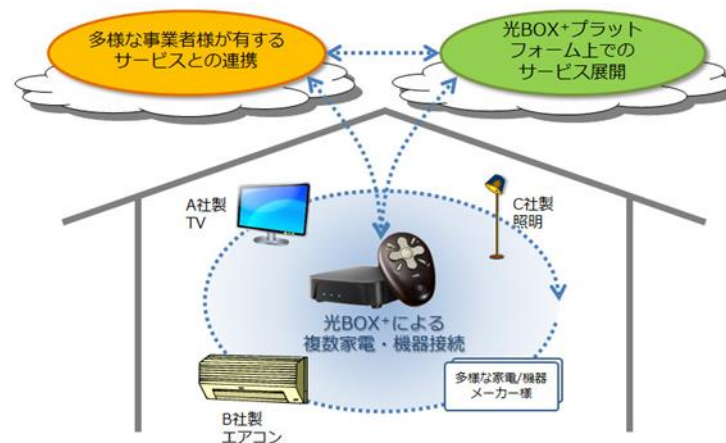 多様な事業者様が有する
サービスとの連携
光BOX⁺プラット
フォーム上での
サービス展開
A社製
TV
C社製
照明
光BOX⁺による
複数家電・機器接続
B社製
エアコン
多様な家電/機器
メーカー様